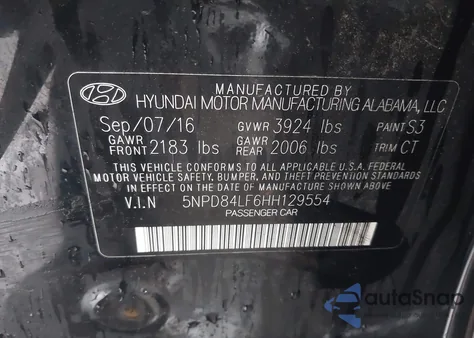 MANUFACTURED BY
HYUNDAI MOTOR MANUFACTURING ALABAMA, LLC
Sep/07/16 GVWR 3924 lbs PAINT S3
GAWR FRONT 2183 lbs GAWR REAR 2006 lbs TRIM CT
THIS VEHICLE CONFORMS TO ALL APPLICABLE U.S.A. FEDERAL
MOTOR VEHICLE SAFETY, BUMPER, AND THEFT PREVENTION
STANDARDS IN EFFECT ON THE DATE OF MANUFACTURE SHOWN ABOVE.
V.I.N 5NPD84LF6HH129554
PASSENGER CAR
autaSnap